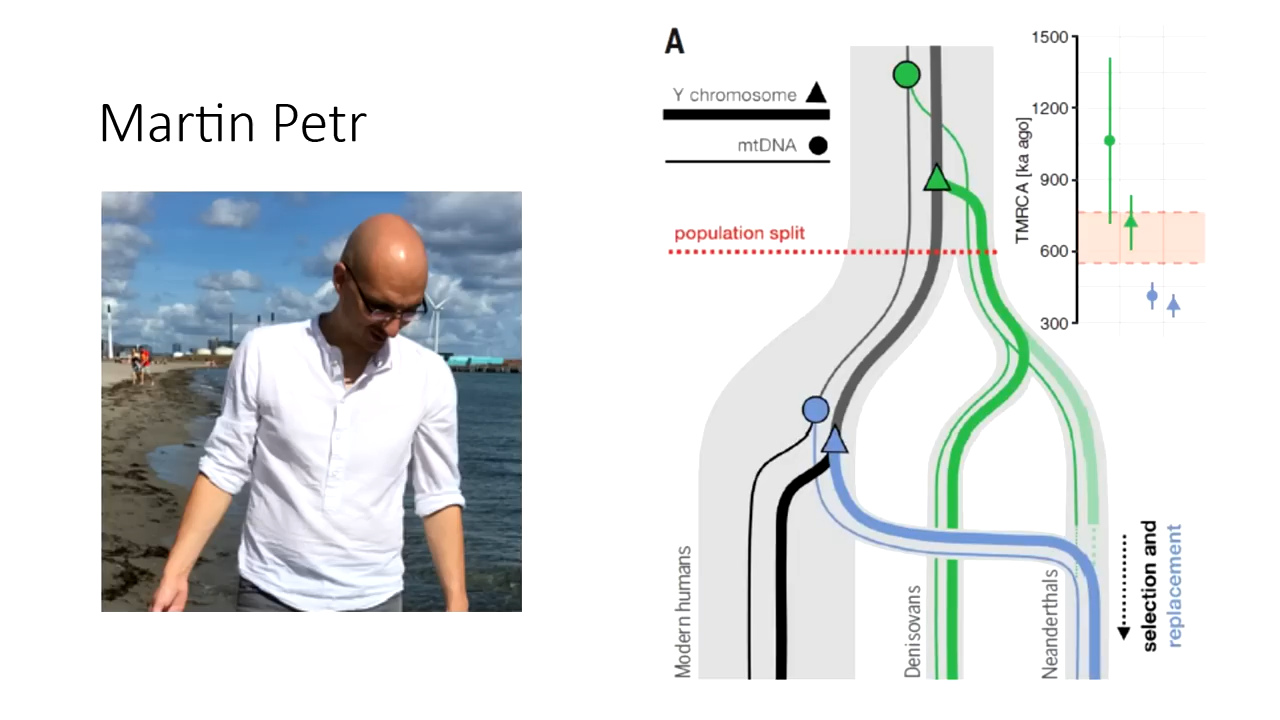 Martin Petr
A
Y chromosome
mtDNA
population split
TMRCA [ka ago]
1500
1200
900
600
300
Modern humans
Denisovans
Neanderthals
selection and
replacement